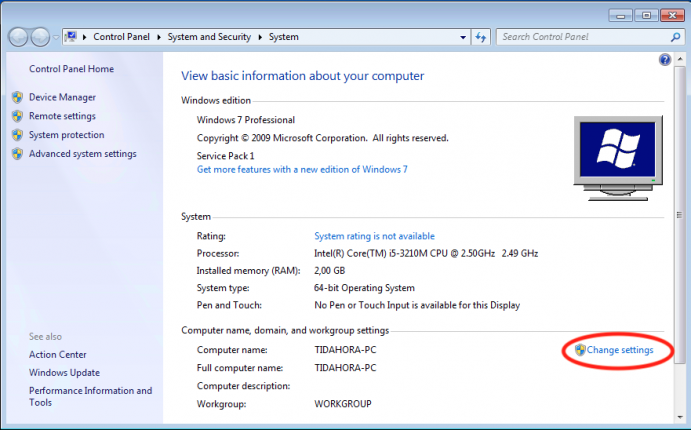 Control Panel ▸ System and Security ▸ System
Search Control Panel
Control Panel Home
Device Manager
Remote settings
System protection
Advanced system settings
See also
Action Center
Windows Update
Performance Information and
Tools
View basic information about your computer
Windows edition
Windows 7 Professional
Copyright © 2009 Microsoft Corporation. All rights reserved.
Service Pack 1
Get more features with a new edition of Windows 7
System
Rating: System rating is not available
Processor: Intel(R) Core(TM) i5-3210M CPU @ 2.50GHz 2.49 GHz
Installed memory (RAM): 2,00 GB
System type: 64-bit Operating System
Pen and Touch: No Pen or Touch Input is available for this Display
Computer name, domain, and workgroup settings
Computer name: TIDAHORA-PC Change settings
Full computer name: TIDAHORA-PC
Computer description:
Workgroup: WORKGROUP